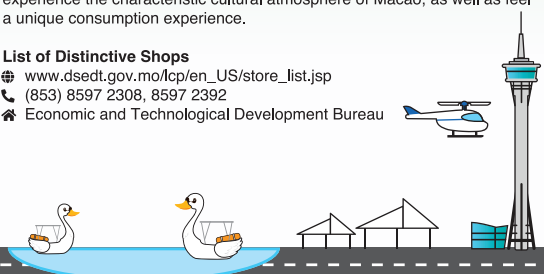 experience the characteristic cultural atmosphere of Macao, as well as feel
a unique consumption experience.
List of Distinctive Shops
www.dsedt.gov.mo/lcp/en_US/store_list.jsp
(853) 8597 2308, 8597 2392
Economic and Technological Development Bureau